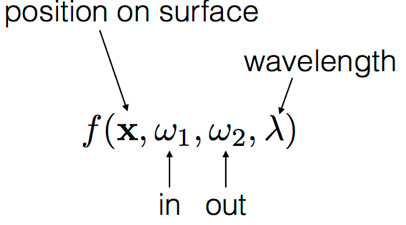 position on surface
wavelength
f(𝐱, ω₁, ω₂, λ)
in out